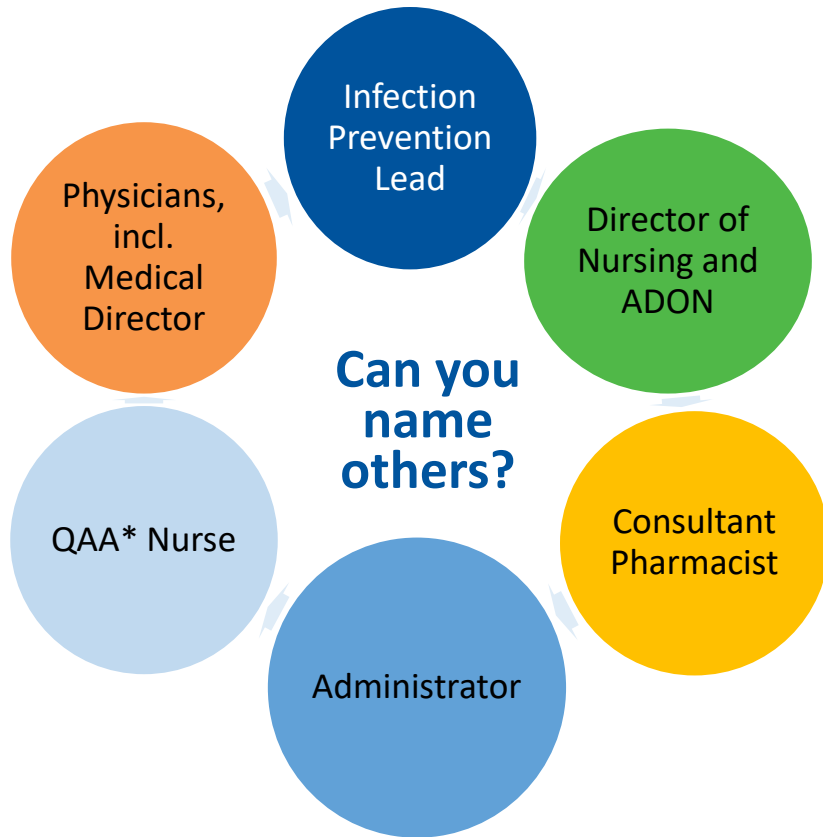 Infection
Prevention
Lead
Director of
Nursing and
ADON
Consultant
Pharmacist
Administrator
QAA* Nurse
Physicians,
incl.
Medical
Director
Can you
name
others?